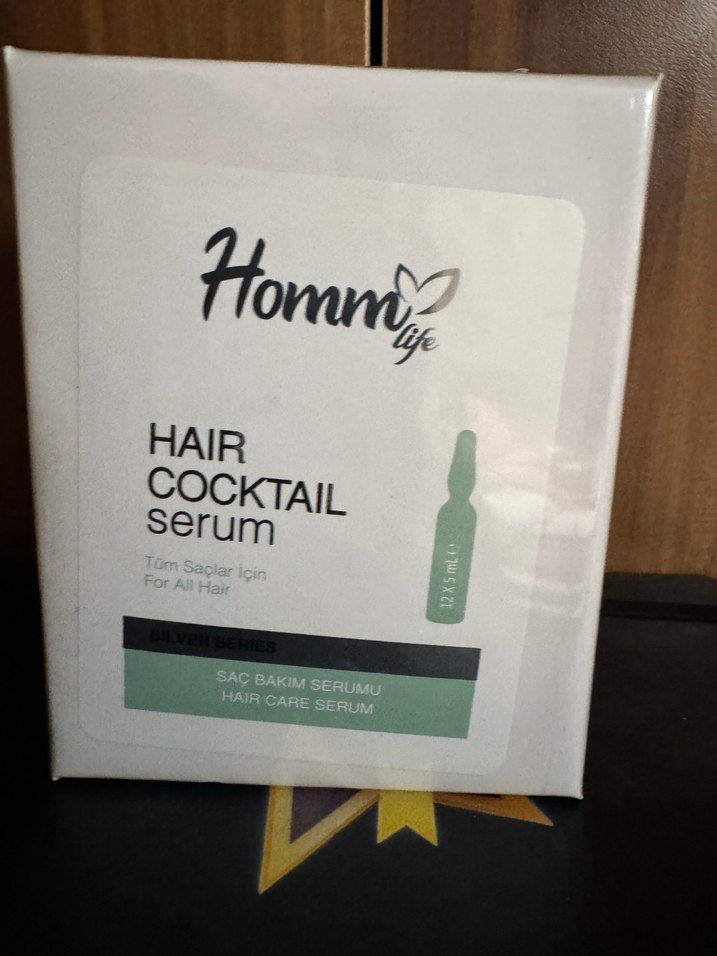 Homm
life
HAIR
COCKTAIL
serum
Tüm Saçlar İçin
For All Hair
12 X 5 mL ℮
SILVER SERIES
SAÇ BAKIM SERUMU
HAIR CARE SERUM